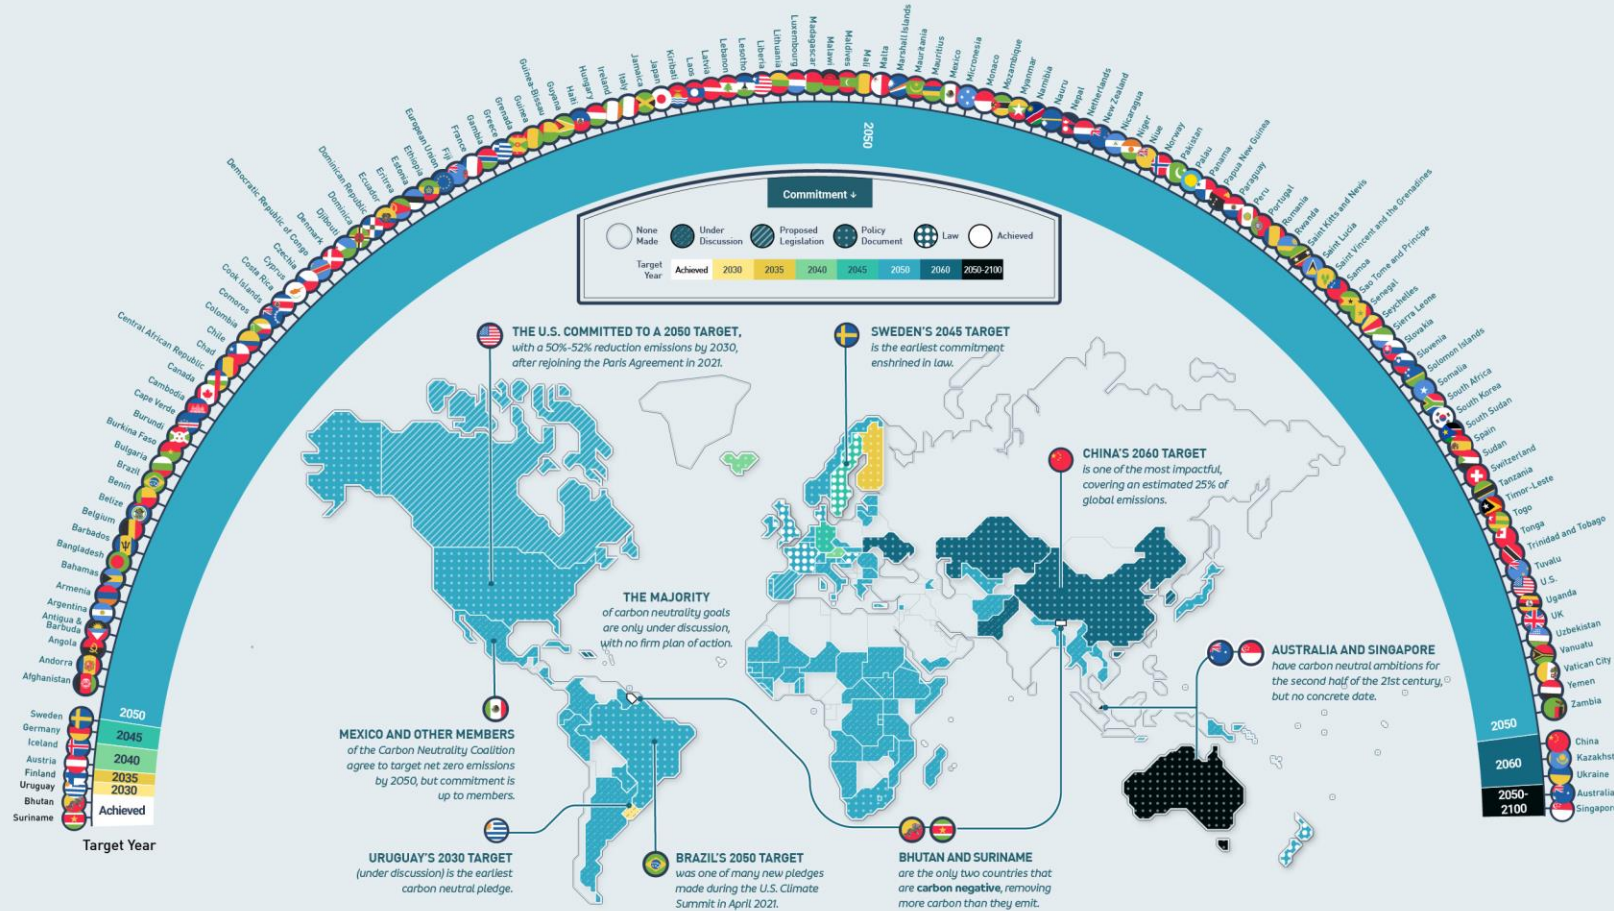 Afghanistan
Andorra
Angola
Antigua &
Barbuda
Argentina
Armenia
Bahamas
Bangladesh
Barbados
Belgium
Belize
Benin
Brazil
Bulgaria
Burkina Faso
Burundi
Cape Verde
Cambodia
Canada
Central African Republic
Chad
Chile
Colombia
Comoros
Cook Islands
Costa Rica
Cyprus
Czechia
Democratic Republic of Congo
Denmark
Djibouti
Dominica
Dominican Republic
Ecuador
Eritrea
Estonia
Ethiopia
European Union
Fiji
France
Gambia
Greece
Grenada
Guinea
Guinea-Bissau
Guyana
Haiti
Hungary
Ireland
Italy
Jamaica
Japan
Kiribati
Laos
Latvia
Lebanon
Lesotho
Liberia
Lithuania
Luxembourg
Madagascar
Malawi
Maldives
Mali
Malta
Marshall Islands
Mauritania
Mauritius
Mexico
Micronesia
Monaco
Mozambique
Myanmar
Namibia
Nauru
Nepal
Netherlands
New Zealand
Nicaragua
Niger
Niue
Norway
Pakistan
Palau
Panama
Papua New Guinea
Paraguay
Peru
Portugal
Romania
Rwanda
Saint Kitts and Nevis
Saint Lucia
Saint Vincent and the Grenadines
Samoa
Sao Tome and Principe
Senegal
Seychelles
Sierra Leone
Slovakia
Slovenia
Solomon Islands
Somalia
South Africa
South Korea
South Sudan
Spain
Sudan
Switzerland
Tanzania
Timor-Leste
Togo
Tonga
Trinidad and Tobago
Tuvalu
U.S.
Uganda
UK
Uzbekistan
Vanuatu
Vatican City
Yemen
Zambia
2050
Commitment ↓
None
Made
Under
Discussion
Proposed
Legislation
Policy
Document
Law
Achieved
Target
Year
Achieved 2030 2035 2040 2045 2050 2060 2050-2100
THE U.S. COMMITTED TO A 2050 TARGET,
with a 50%-52% reduction emissions by 2030,
after rejoining the Paris Agreement in 2021.
SWEDEN'S 2045 TARGET
is the earliest commitment
enshrined in law.
CHINA'S 2060 TARGET
is one of the most impactful,
covering an estimated 25% of
global emissions.
THE MAJORITY
of carbon neutrality goals
are only under discussion,
with no firm plan of action.
AUSTRALIA AND SINGAPORE
have carbon neutral ambitions for
the second half of the 21st century,
but no concrete date.
MEXICO AND OTHER MEMBERS
of the Carbon Neutrality Coalition
agree to target net zero emissions
by 2050, but commitment is
up to members.
URUGUAY'S 2030 TARGET
(under discussion) is the earliest
carbon neutral pledge.
BRAZIL'S 2050 TARGET
was one of many new pledges
made during the U.S. Climate
Summit in April 2021.
BHUTAN AND SURINAME
are the only two countries that
are carbon negative, removing
more carbon than they emit.
Sweden
Germany
Iceland
Austria
Finland
Uruguay
Bhutan
Suriname
2050
2045
2040
2035
2030
Achieved
Target Year
2050
2060
2050-
2100
China
Kazakhst
Ukraine
Australia
Singapore